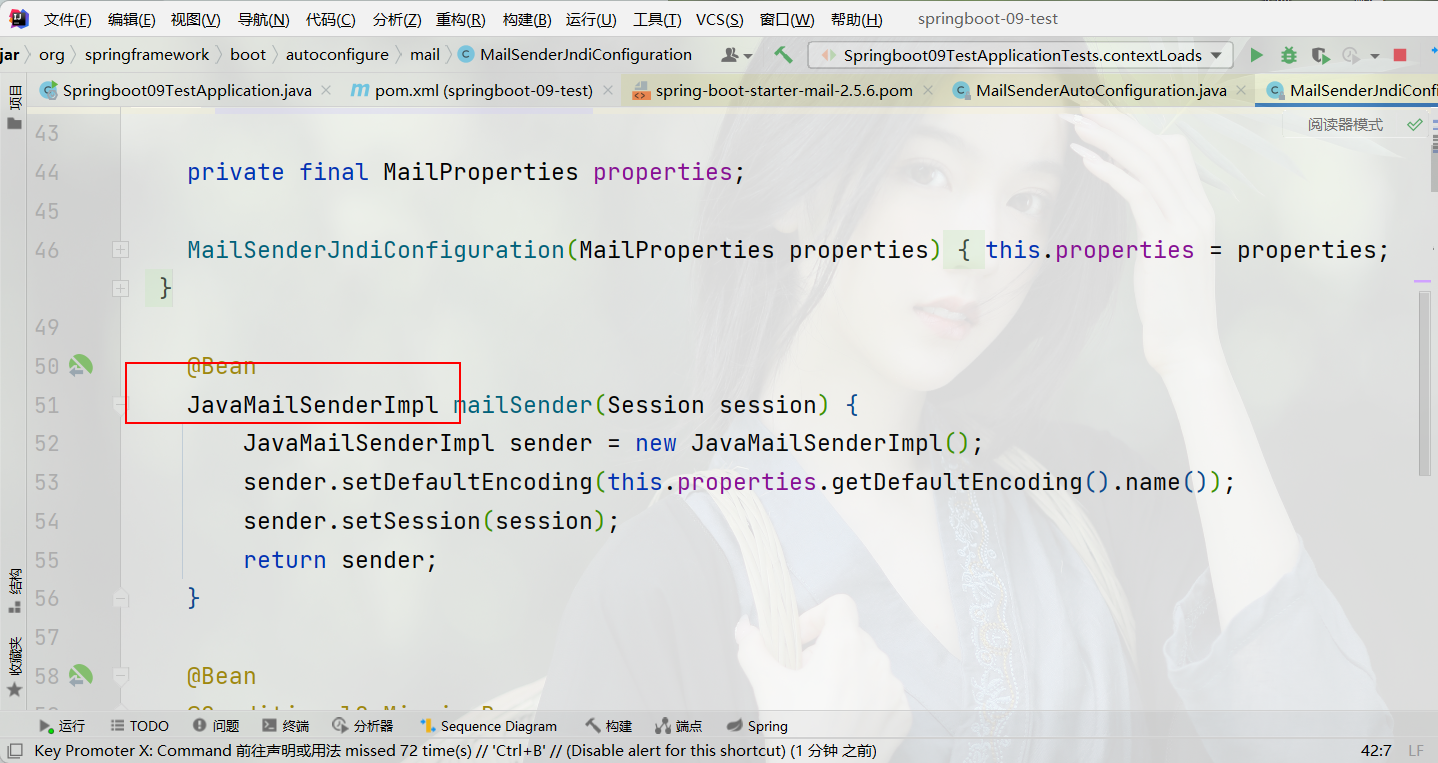 文件(F) 编辑(E) 视图(V) 导航(N) 代码(C) 分析(Z) 重构(R) 构建(B) 运行(U) 工具(T) VCS(S) 窗口(W) 帮助(H) springboot-09-test
jar org springframework boot autoconfigure mail MailSenderJndiConfiguration Springboot09TestApplicationTests.contextLoads
Springboot09TestApplication.java pom.xml (springboot-09-test) spring-boot-starter-mail-2.5.6.pom MailSenderAutoConfiguration.java MailSenderJndiConfi
项目
阅读器模式
43
44 private final MailProperties properties;
45
46 MailSenderJndiConfiguration(MailProperties properties) { this.properties = properties;
}
49
50 @Bean
51 JavaMailSenderImpl mailSender(Session session) {
52 JavaMailSenderImpl sender = new JavaMailSenderImpl();
53 sender.setDefaultEncoding(this.properties.getDefaultEncoding().name());
54 sender.setSession(session);
55 return sender;
56 }
57
58 @Bean
结构
收藏夹
运行 TODO 问题 终端 分析器 Sequence Diagram 构建 端点 Spring
Key Promoter X: Command 前往声明或用法 missed 72 time(s) // 'Ctrl+B' // (Disable alert for this shortcut) (1 分钟 之前) 42:7 LF